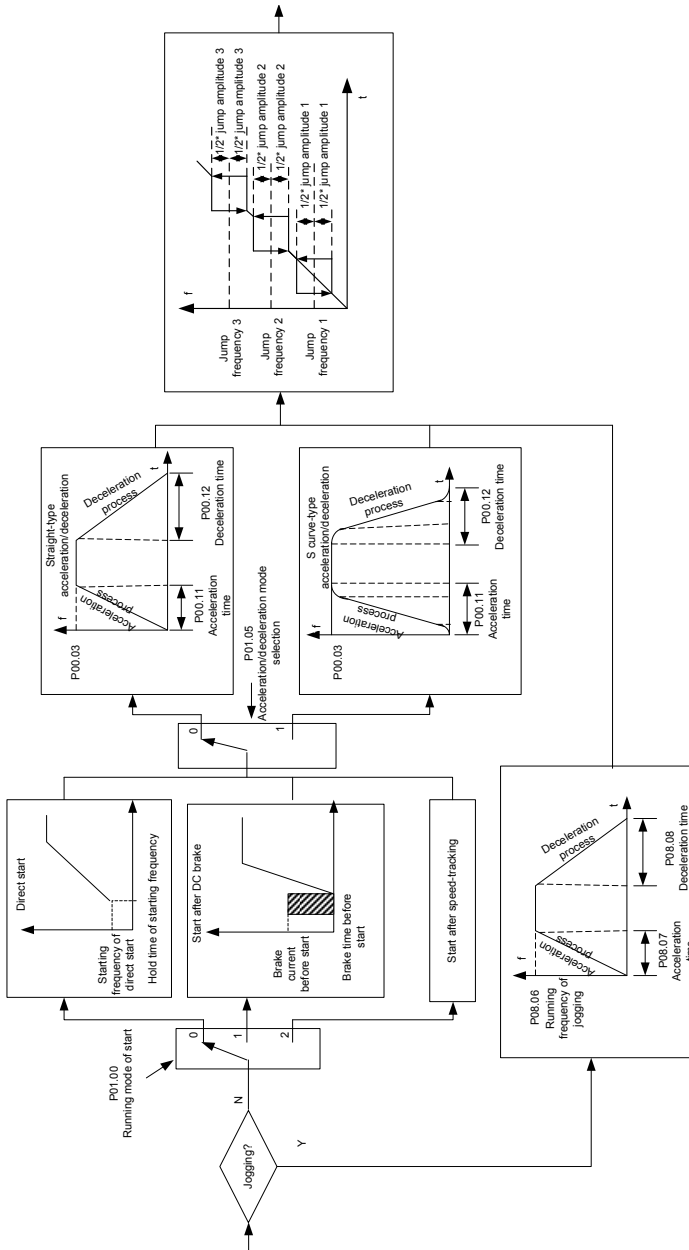 Jogging?
N
Y
P01.00
Running mode of start
0
1
2
Direct start
Starting
frequency of
direct start
Hold time of starting frequency
Start after DC brake
Brake
current
before start
Brake time before
start
Start after speed-tracking
P08.06
Running
frequency of
jogging
f
Acceleration
process
Deceleration
process
t
P08.07
Acceleration
P08.08
Deceleration time
0
1
P01.05
Acceleration/deceleration mode
selection
Straight-type
acceleration/deceleration
f
P00.03
Acceleration
process
Deceleration
process
t
P00.11
Acceleration
time
P00.12
Deceleration time
S curve-type
acceleration/deceleration
f
P00.03
Acceleration
process
Deceleration
process
t
P00.11
Acceleration
time
P00.12
Deceleration time
f
Jump
frequency 3
Jump
frequency 2
Jump
frequency 1
1/2* jump amplitude 3
1/2* jump amplitude 3
1/2* jump amplitude 2
1/2* jump amplitude 2
1/2* jump amplitude 1
1/2* jump amplitude 1
t